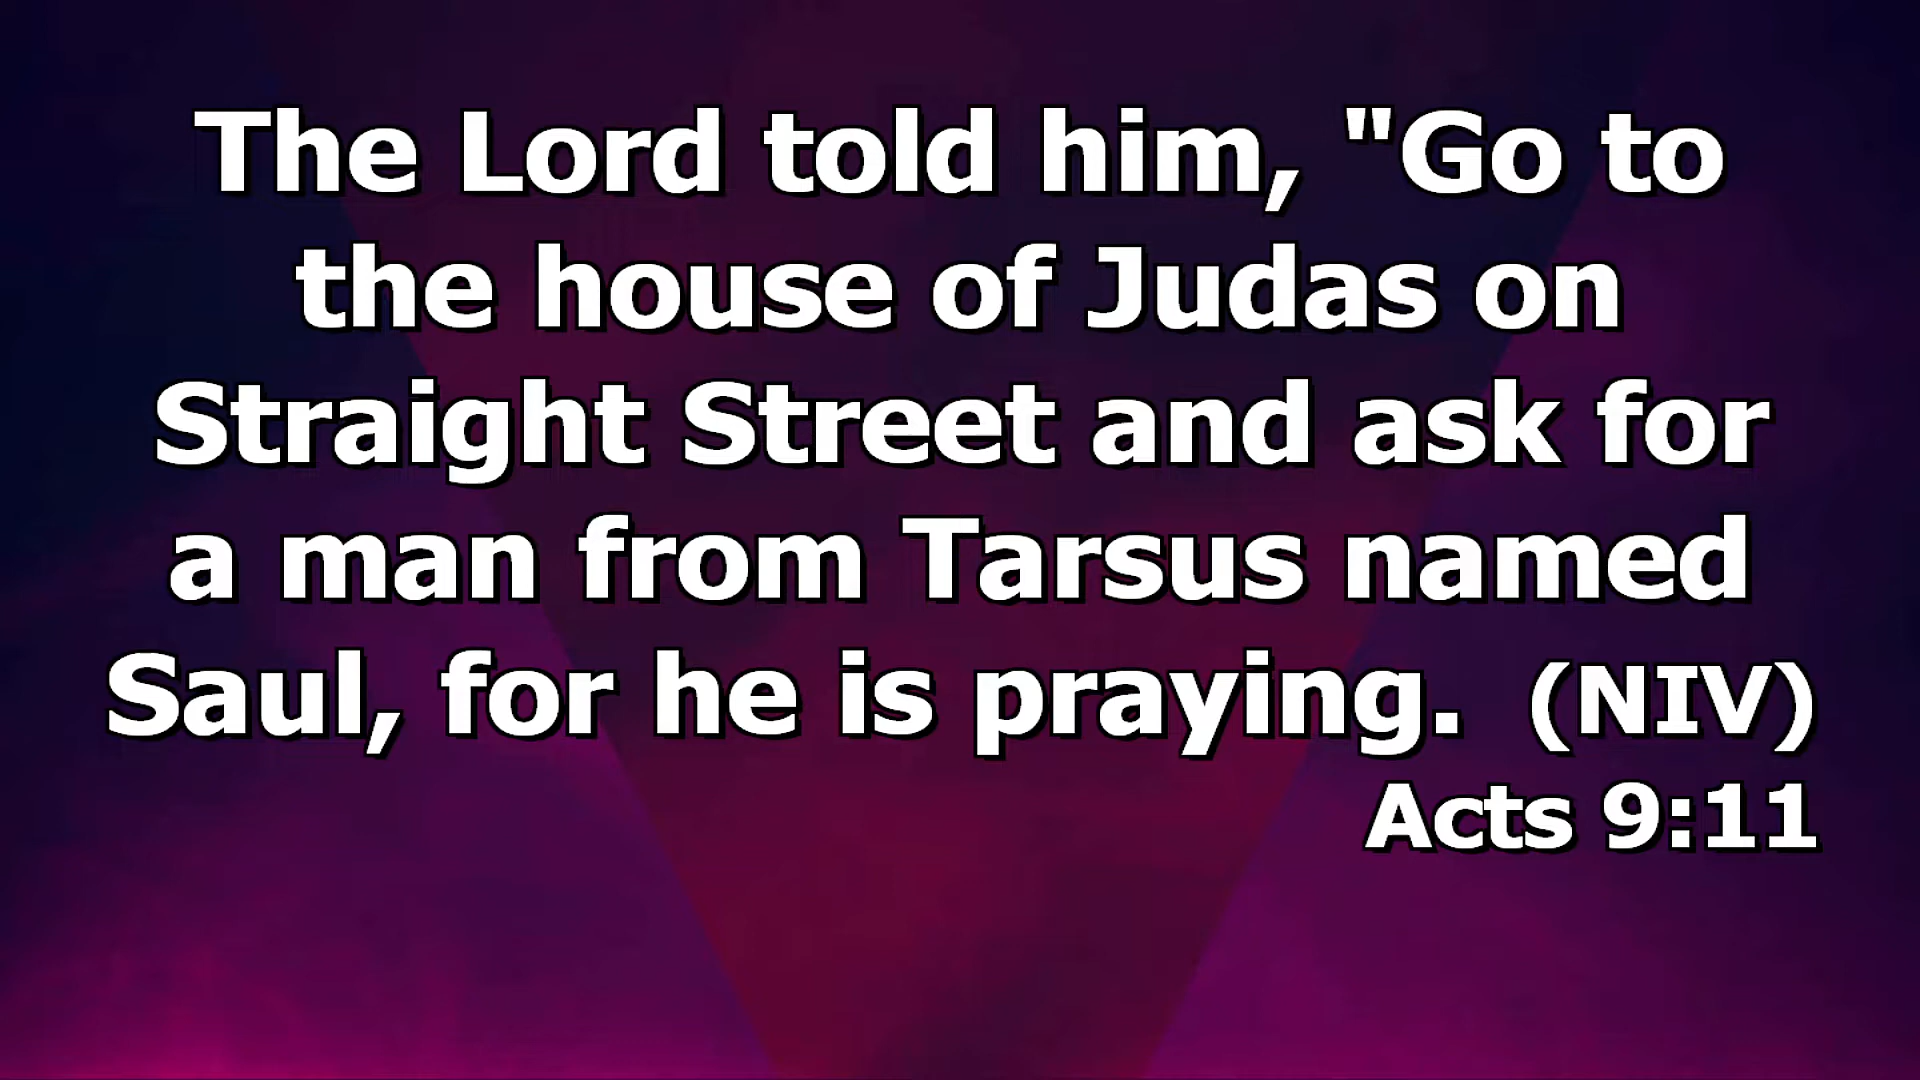 The Lord told him, "Go to
the house of Judas on
Straight Street and ask for
a man from Tarsus named
Saul, for he is praying.  (NIV)
Acts 9:11